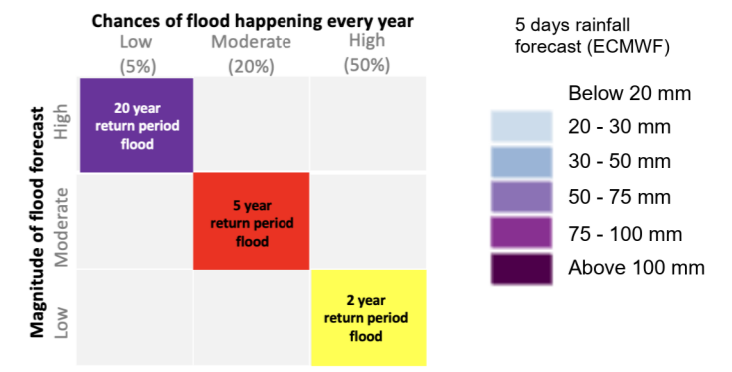 Chances of flood happening every year
Low
(5%)
Moderate
(20%)
High
(50%)
Magnitude of flood forecast
High
Moderate
Low
20 year
return period
flood
5 year
return period
flood
2 year
return period
flood
5 days rainfall
forecast (ECMWF)
Below 20 mm
20 - 30 mm
30 - 50 mm
50 - 75 mm
75 - 100 mm
Above 100 mm